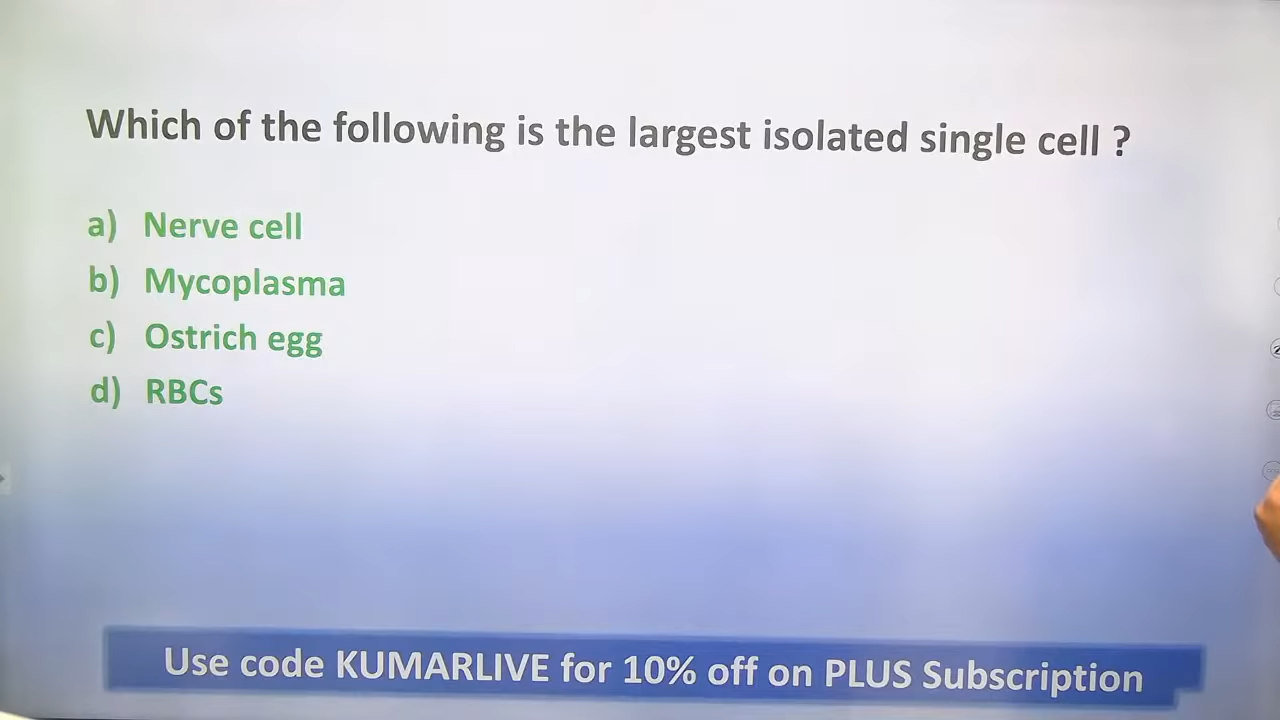 Which of the following is the largest isolated single cell ?
a) Nerve cell
b) Mycoplasma
c) Ostrich egg
d) RBCs
Use code KUMARLIVE for 10% off on PLUS Subscription